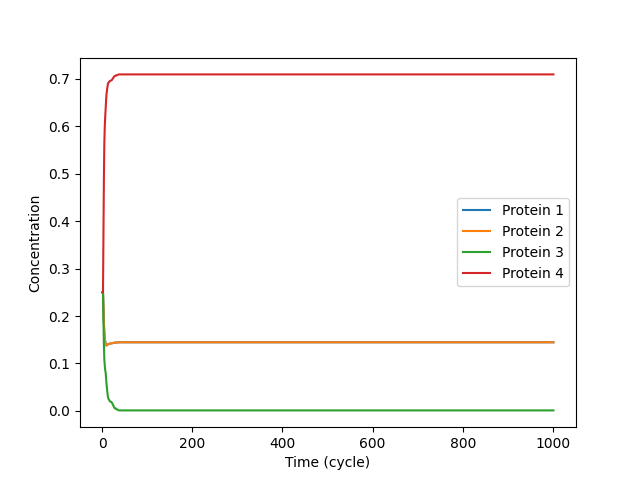 0.7
0.6
0.5
0.4
0.3
0.2
0.1
0.0
Concentration
Protein 1
Protein 2
Protein 3
Protein 4
0 200 400 600 800 1000
Time (cycle)